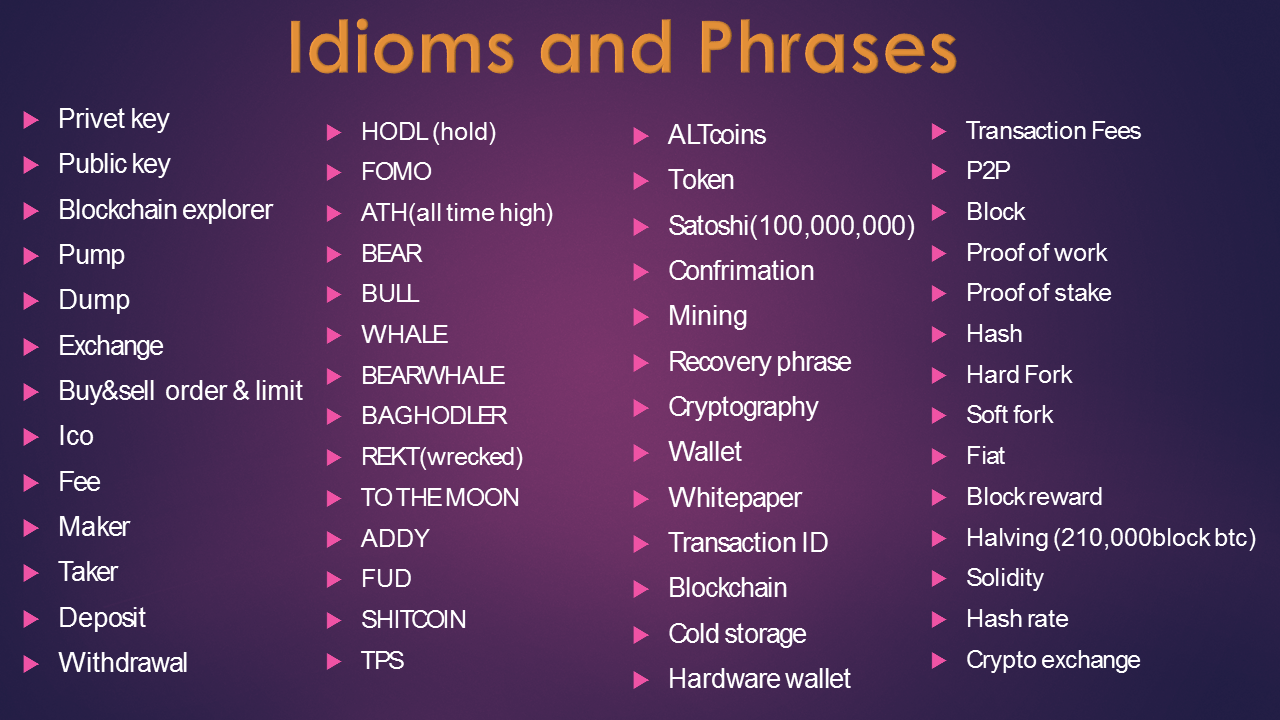 Idioms and Phrases
Privet key
Public key
Blockchain explorer
Pump
Dump
Exchange
Buy&sell order & limit
Ico
Fee
Maker
Taker
Deposit
Withdrawal
HODL (hold)
FOMO
ATH(all time high)
BEAR
BULL
WHALE
BEARWHALE
BAGHODLER
REKT(wrecked)
TO THE MOON
ADDY
FUD
SHITCOIN
TPS
ALTcoins
Token
Satoshi(100,000,000)
Confrimation
Mining
Recovery phrase
Cryptography
Wallet
Whitepaper
Transaction ID
Blockchain
Cold storage
Hardware wallet
Transaction Fees
P2P
Block
Proof of work
Proof of stake
Hash
Hard Fork
Soft fork
Fiat
Block reward
Halving (210,000block btc)
Solidity
Hash rate
Crypto exchange